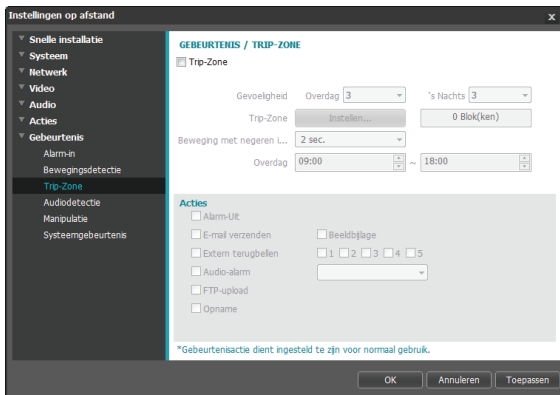 Instellingen op afstand
x
Snelle installatie
Systeem
Netwerk
Video
Audio
Acties
Gebeurtenis
Alarm-in
Bewegingsdetectie
Trip-Zone
Audiodetectie
Manipulatie
Systeemgebeurtenis
GEBEURTENIS / TRIP-ZONE
Trip-Zone
Gevoeligheid Overdag 3 's Nachts 3
Trip-Zone Instellen... 0 Blok(ken)
Beweging met negeren i... 2 sec.
Overdag 09:00 ~ 18:00
Acties
Alarm-Uit
E-mail verzenden Beeldbijlage
Extern terugbellen 1 2 3 4 5
Audio-alarm
FTP-upload
Opname
*Gebeurtenisactie dient ingesteld te zijn voor normaal gebruik.
OK Annuleren Toepassen